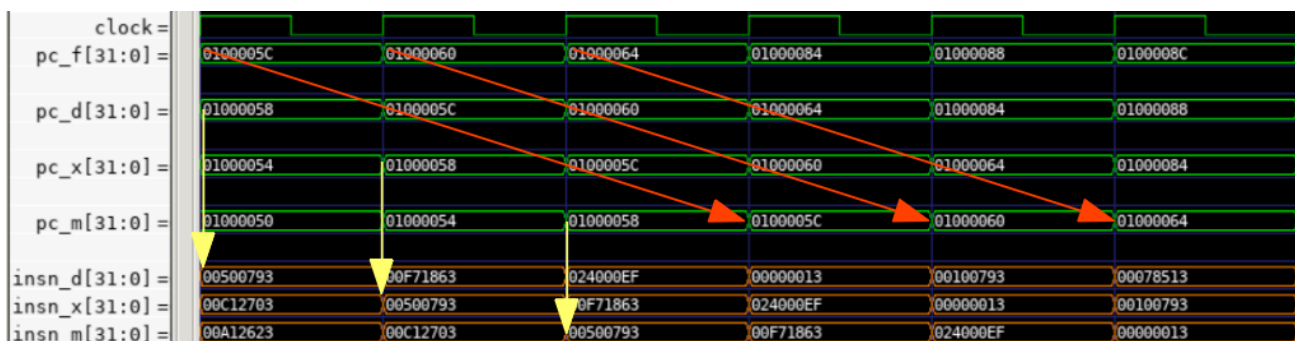 clock =
pc_f[31:0] = 0100005C 01000060 01000064 01000084 01000088 0100008C
pc_d[31:0] = 01000058 0100005C 01000060 01000064 01000084 01000088
pc_x[31:0] = 01000054 01000058 0100005C 01000060 01000064 01000084
pc_m[31:0] = 01000050 01000054 01000058 0100005C 01000060 01000064
insn_d[31:0] = 00500793 00F71863 024000EF 00000013 00100793 00078513
insn_x[31:0] = 00C12703 00500793 00F71863 024000EF 00000013 00100793
insn_m[31:0] = 00A12623 00C12703 00500793 00F71863 024000EF 00000013